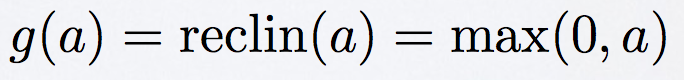 g(a) = reclin(a) = max(0, a)